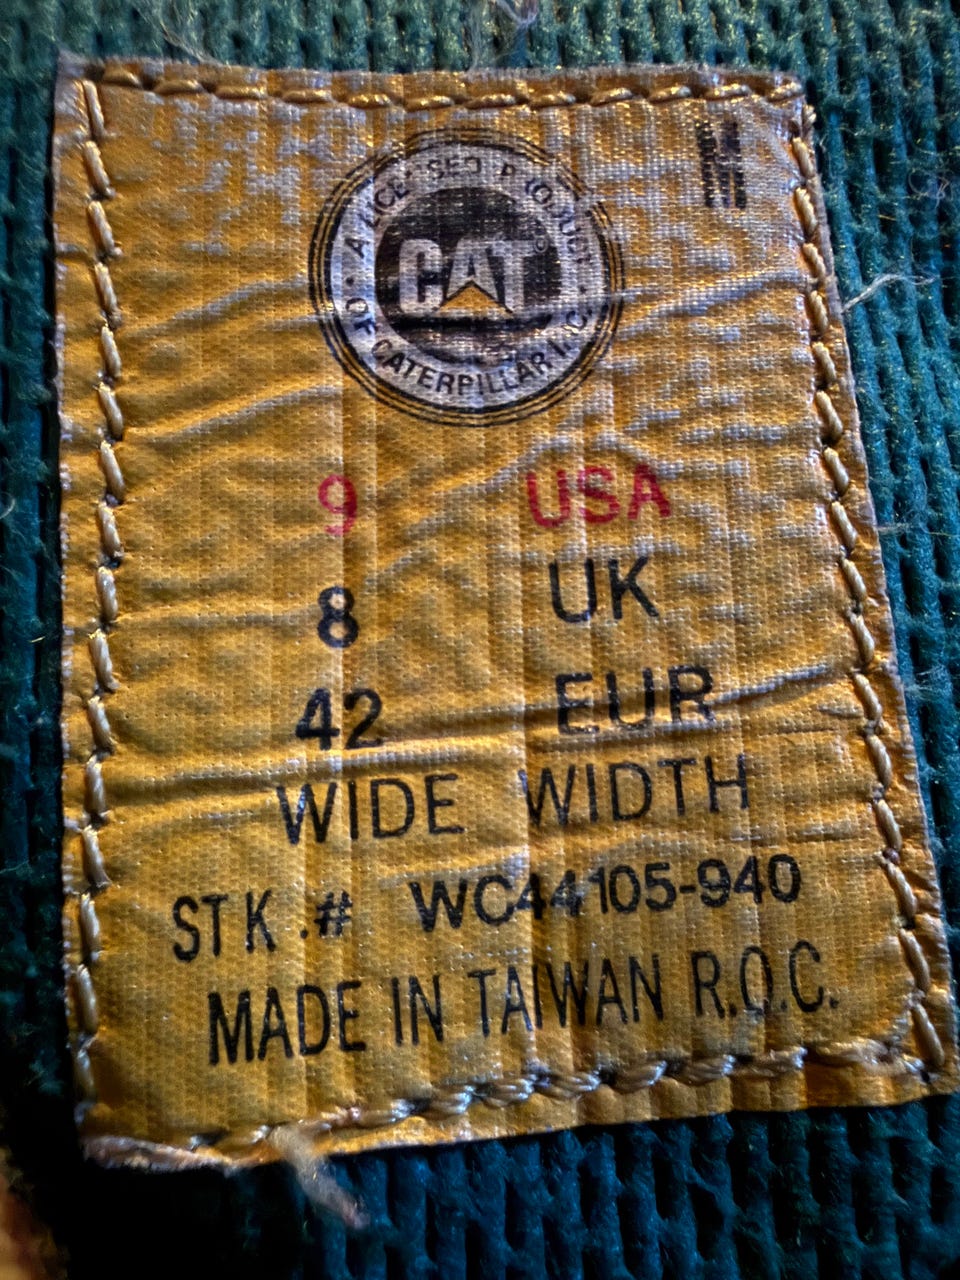 M
A LICENSED PRODUCT
CAT©
OF CATERPILLAR INC.
9 USA
8 UK
42 EUR
WIDE WIDTH
STK.# WC44105-940
MADE IN TAIWAN R.O.C.